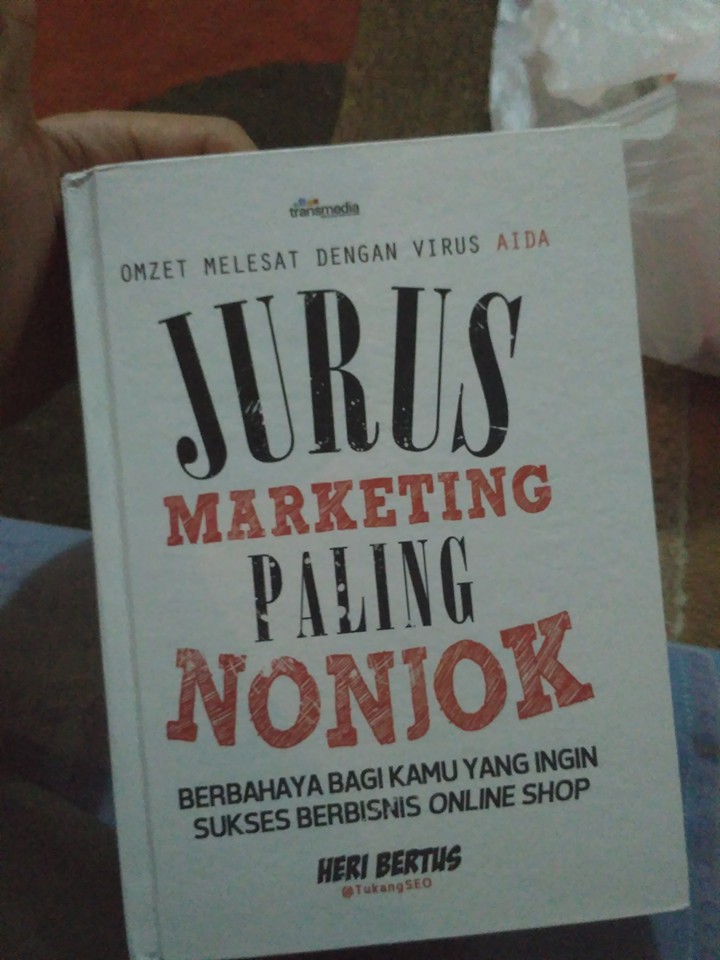 transmedia
OMZET MELESAT DENGAN VIRUS AIDA
JURUS
MARKETING
PALING
NONJOK
BERBAHAYA BAGI KAMU YANG INGIN
SUKSES BERBISNIS ONLINE SHOP
HERI BERTUS
@TukangSEO